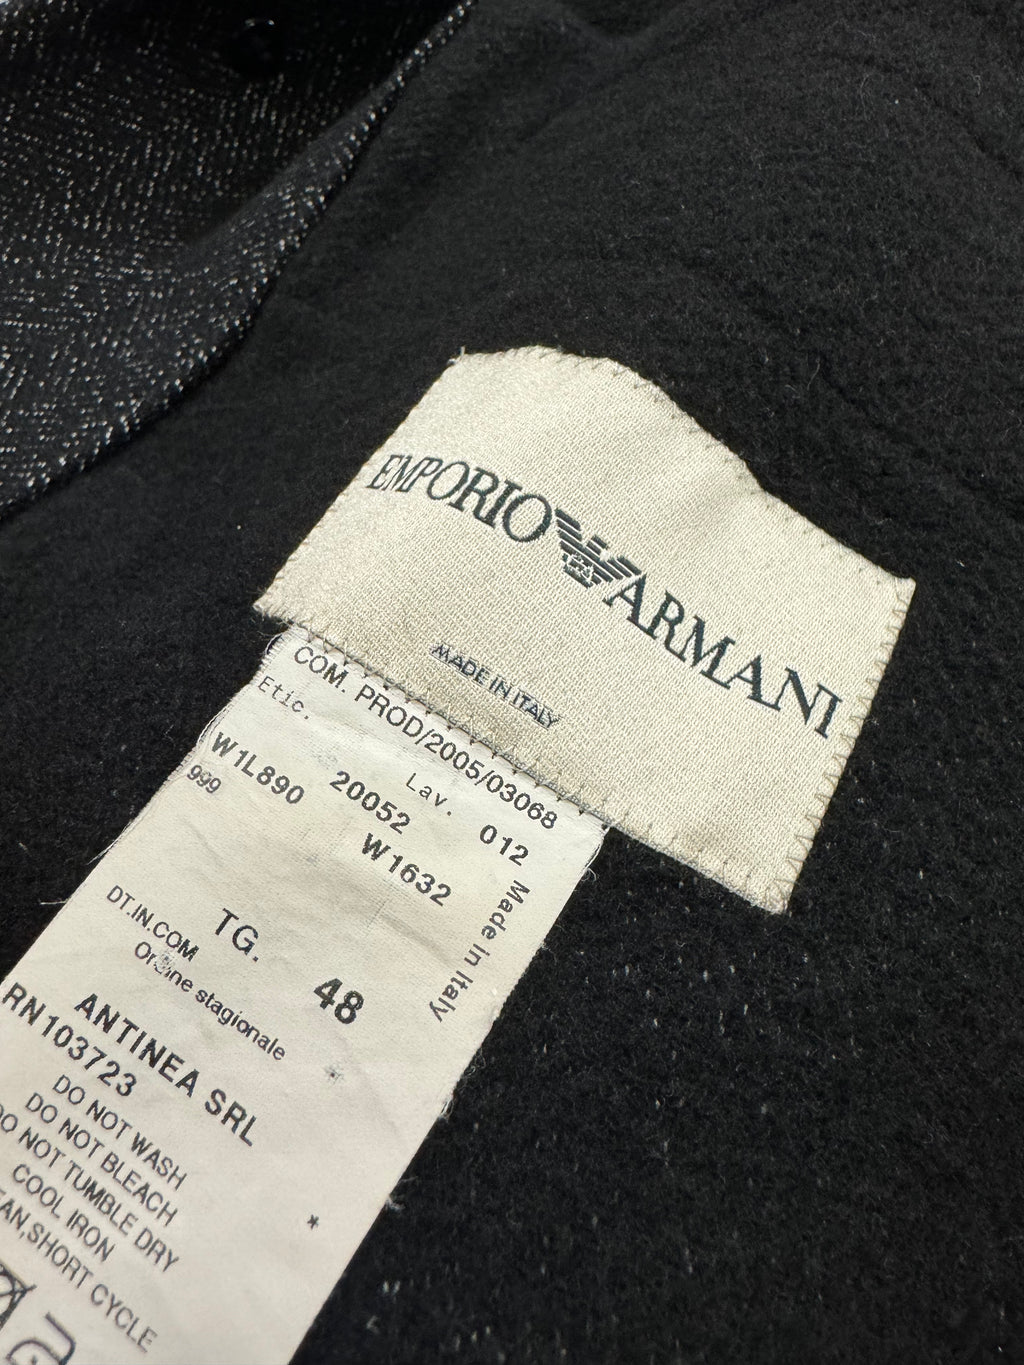 EMPORIO ARMANI
MADE IN ITALY
COM. PROD/2005/03068
Etic. Lav.
W1L890 20052 012
999 W1632
Made in Italy
TG. 48
DT.IN.COM
stagionale
ANTINEA SRL
RN103723
DO NOT WASH
DO NOT BLEACH
DO NOT TUMBLE DRY
COOL IRON
SHORT CYCLE